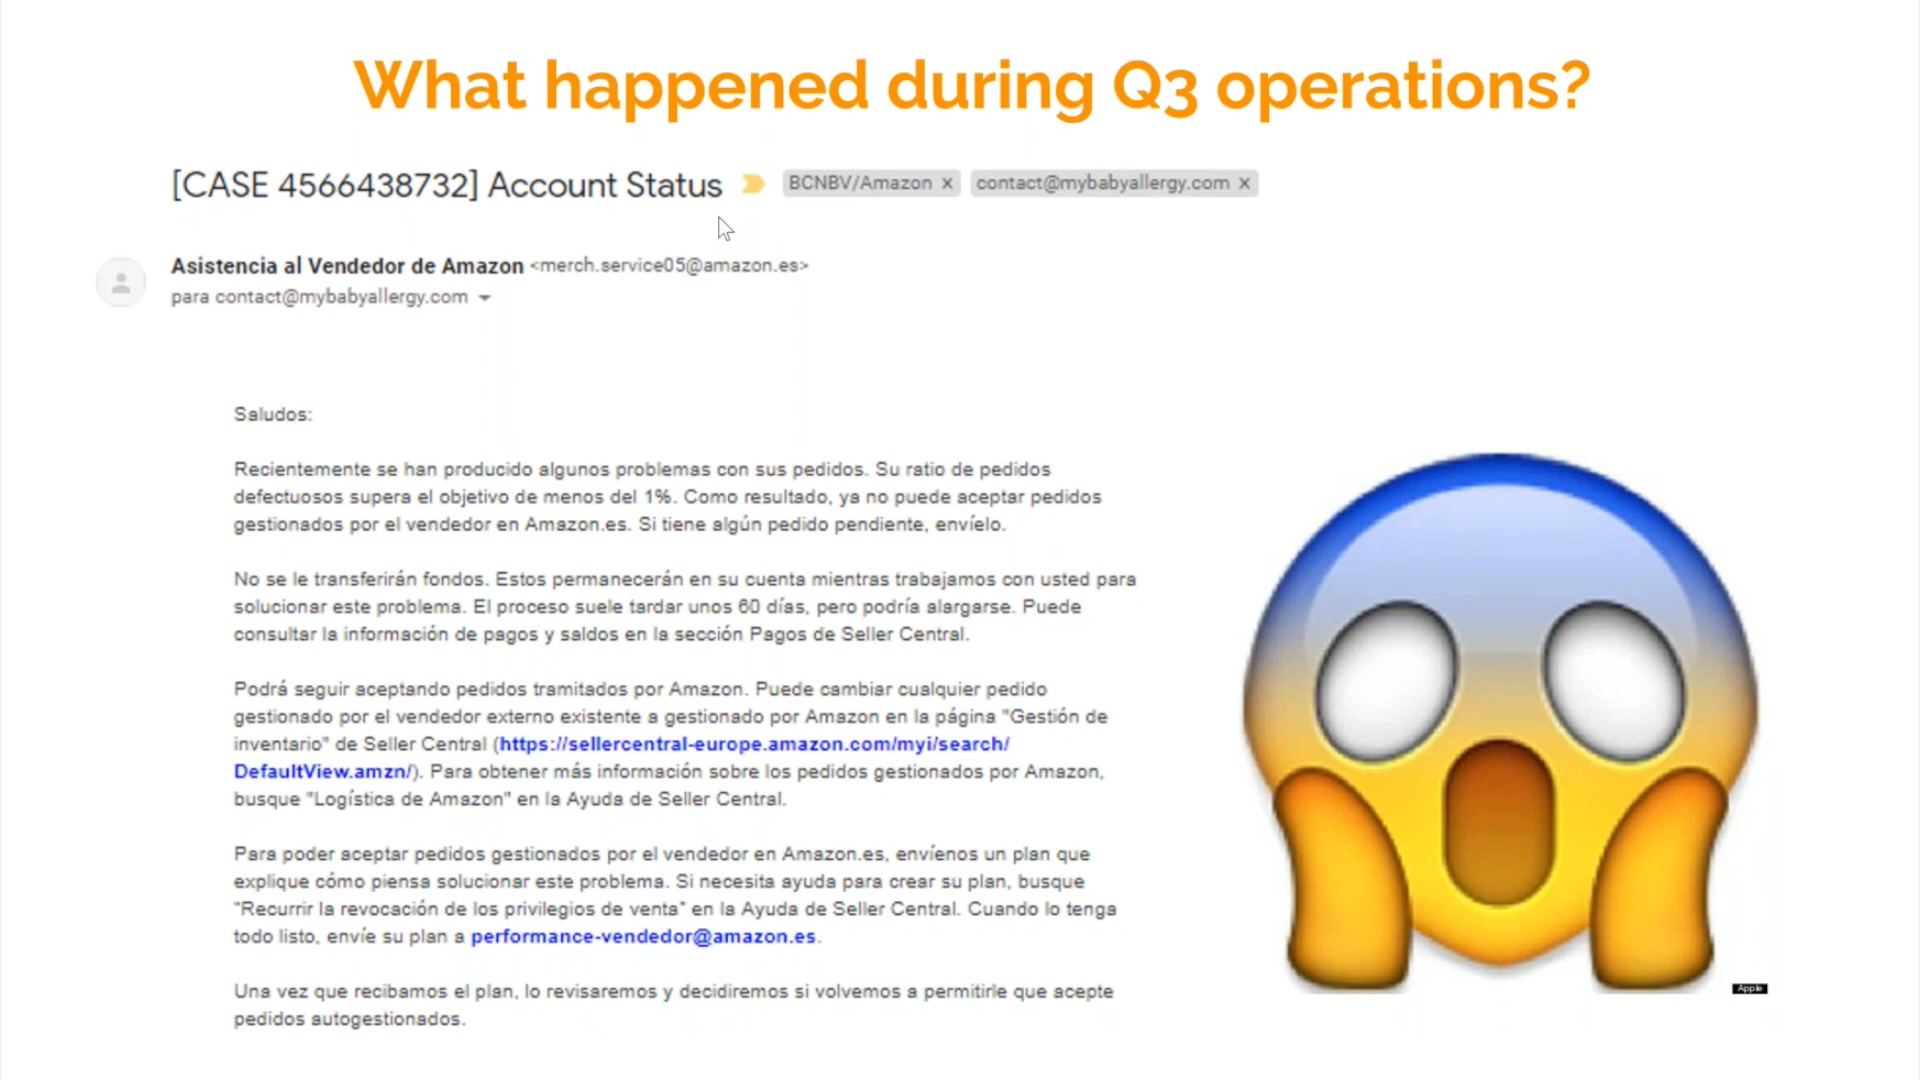 What happened during Q3 operations?
[CASE 4566438732] Account Status
BCNBV/Amazon x
contact@mybabyallergy.com x
Asistencia al Vendedor de Amazon <merch.service05@amazon.es>
para contact@mybabyallergy.com
Saludos:
Recientemente se han producido algunos problemas con sus pedidos. Su ratio de pedidos
defectuosos supera el objetivo de menos del 1%. Como resultado, ya no puede aceptar pedidos
gestionados por el vendedor en Amazon.es. Si tiene algún pedido pendiente, envíelo.
No se le transferirán fondos. Estos permanecerán en su cuenta mientras trabajamos con usted para
solucionar este problema. El proceso suele tardar unos 60 días, pero podría alargarse. Puede
consultar la información de pagos y saldos en la sección Pagos de Seller Central.
Podrá seguir aceptando pedidos tramitados por Amazon. Puede cambiar cualquier pedido
gestionado por el vendedor externo existente a gestionado por Amazon en la página "Gestión de
inventario" de Seller Central (https://sellercentral-europe.amazon.com/myi/search/
DefaultView.amzn/). Para obtener más información sobre los pedidos gestionados por Amazon,
busque "Logística de Amazon" en la Ayuda de Seller Central.
Para poder aceptar pedidos gestionados por el vendedor en Amazon.es, envíenos un plan que
explique cómo piensa solucionar este problema. Si necesita ayuda para crear su plan, busque
"Recurrir la revocación de los privilegios de venta" en la Ayuda de Seller Central. Cuando lo tenga
todo listo, envíe su plan a performance-vendedor@amazon.es.
Una vez que recibamos el plan, lo revisaremos y decidiremos si volvemos a permitirle que acepte
pedidos autogestionados.
Apple